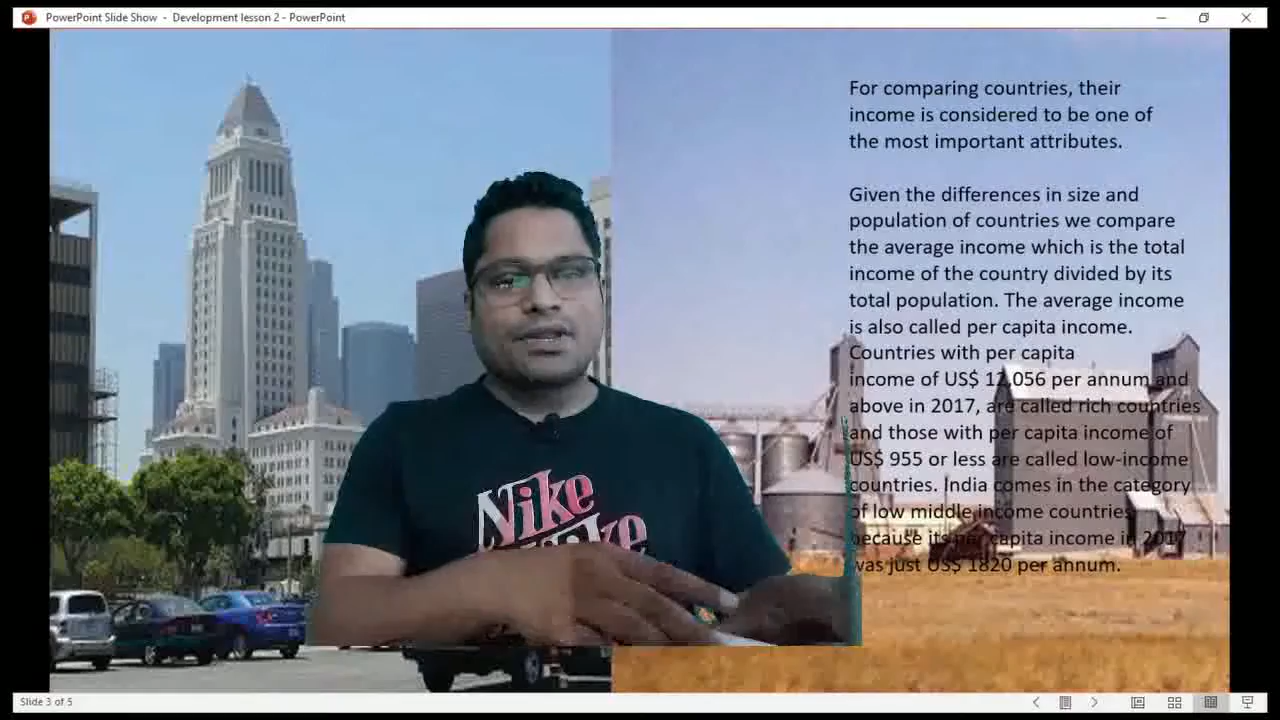 PowerPoint Slide Show - Development lesson 2 - PowerPoint
For comparing countries, their
income is considered to be one of
the most important attributes.
Given the differences in size and
population of countries we compare
the average income which is the total
income of the country divided by its
total population. The average income
is also called per capita income.
Countries with per capita
income of US$ 12,056 per annum and
above in 2017, are called rich countries
and those with per capita income of
US$ 955 or less are called low-income
countries. India comes in the category
of low middle income countries
because its per capita income in 2017
was just US$ 1820 per annum.
Nike
Slide 3 of 5